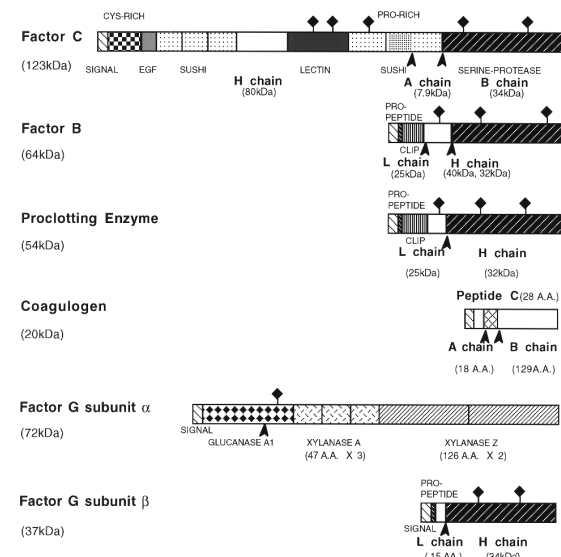 CYS-RICH
PRO-RICH
Factor C
(123kDa)
SIGNAL EGF SUSHI LECTIN SUSHI SERINE-PROTEASE
H chain
(80kDa)
A chain
(7.9kDa)
B chain
(34kDa)
Factor B
(64kDa)
PRO-
PEPTIDE
CLIP
L chain
(25kDa)
H chain
(40kDa, 32kDa)
Proclotting Enzyme
(54kDa)
PRO-
PEPTIDE
CLIP
L chain
(25kDa)
H chain
(32kDa)
Coagulogen
(20kDa)
Peptide C (28 A.A.)
A chain
(18 A.A.)
B chain
(129A.A.)
Factor G subunit α
(72kDa)
SIGNAL
GLUCANASE A1
XYLANASE A
(47 A.A. X 3)
XYLANASE Z
(126 A.A. X 2)
Factor G subunit β
(37kDa)
PRO-
PEPTIDE
SIGNAL
L chain
(15 AA.)
H chain
(34kDa)